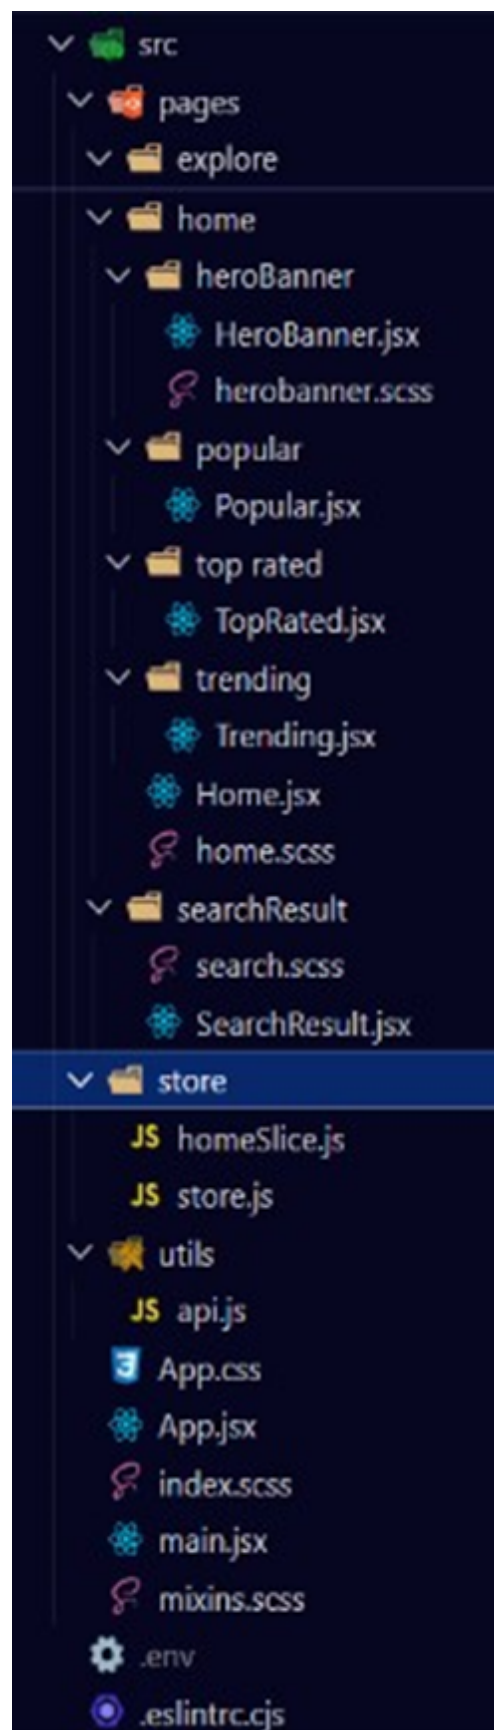 src
pages
explore
home
heroBanner
HeroBanner.jsx
herobanner.scss
popular
Popular.jsx
top rated
TopRated.jsx
trending
Trending.jsx
Home.jsx
home.scss
searchResult
search.scss
SearchResult.jsx
store
JS homeSlice.js
JS store.js
utils
JS api.js
3 App.css
App.jsx
index.scss
main.jsx
mixins.scss
.env
.eslintrc.cjs